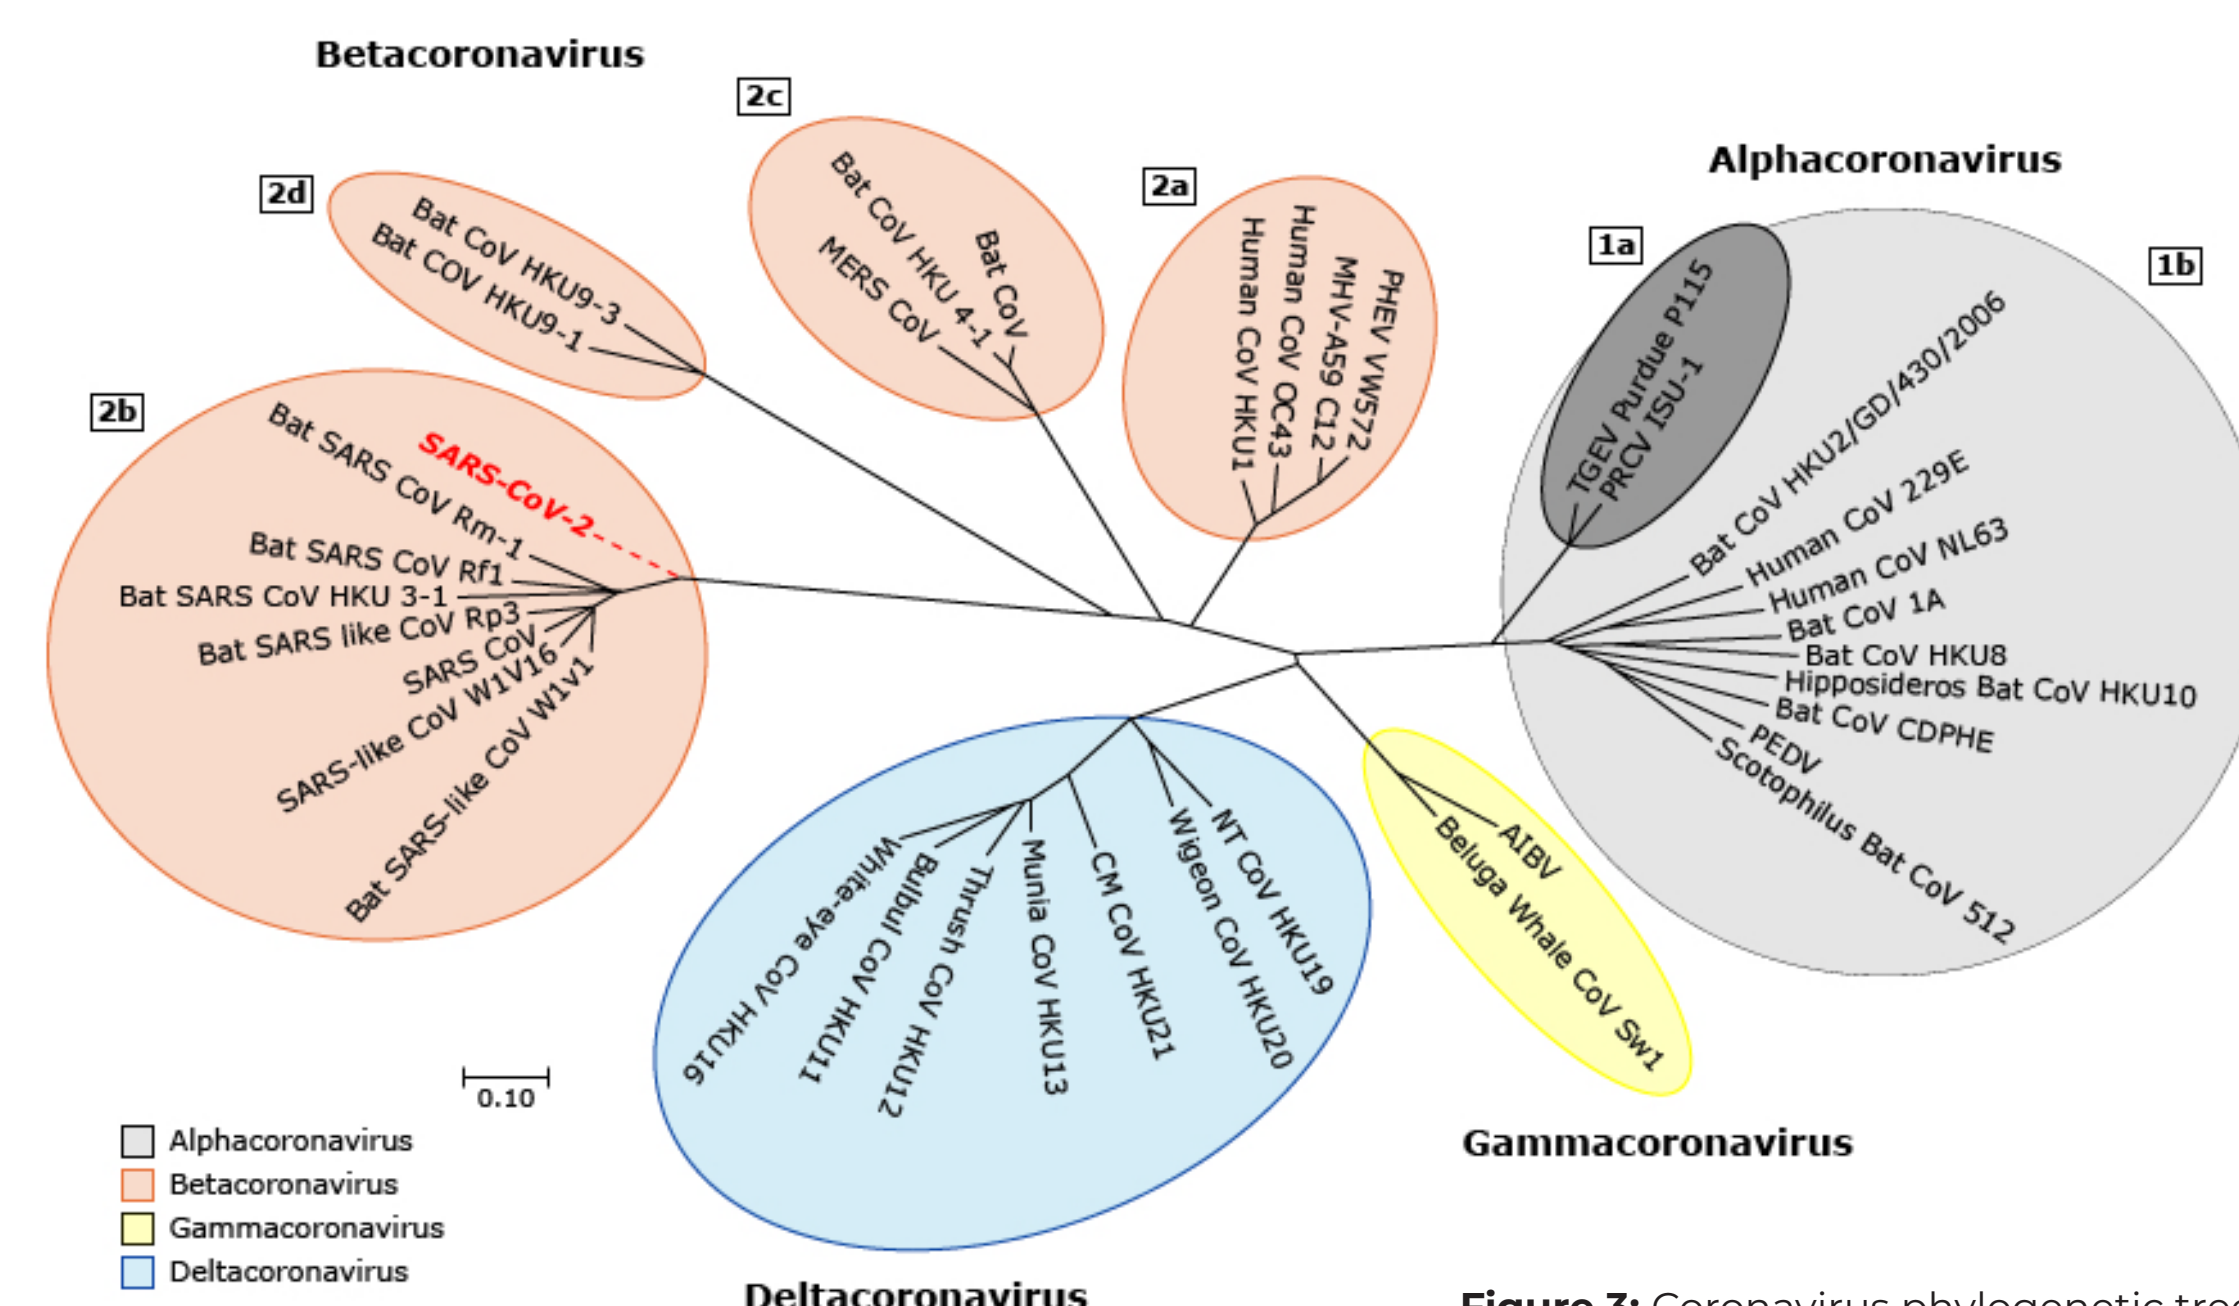 Betacoronavirus
2c
Alphacoronavirus
2d
2a
1a
1b
2b
Bat CoV HKU9-3
Bat COV HKU9-1
Bat CoV HKU 4-1
Bat CoV
MERS CoV
Human CoV HKU1
Human CoV OC43
MHV-A59 C12
PHEV VW572
TGEV Purdue P115
PRCV ISU-1
Bat CoV HKU2/GD/430/2006
Human CoV 229E
Human CoV NL63
Bat CoV 1A
Bat CoV HKU8
Hipposideros Bat CoV HKU10
Bat CoV CDPHE
PEDV
Scotophilus Bat CoV 512
SARS-CoV-2
Bat SARS CoV Rm-1
Bat SARS CoV Rf1
Bat SARS CoV HKU 3-1
Bat SARS like CoV Rp3
SARS CoV
SARS-like CoV W1V16
Bat SARS-like CoV W1v1
White-eye CoV HKU16
Bulbul CoV HKU11
Thrush CoV HKU12
Munia CoV HKU13
CM CoV HKU21
Wigeon CoV HKU20
NT CoV HKU19
AIBV
Beluga Whale CoV Sw1
0.10
Alphacoronavirus
Betacoronavirus
Gammacoronavirus
Deltacoronavirus
Gammacoronavirus
Deltacoronavirus
Figure 3: Coronavirus phylogenetic tre